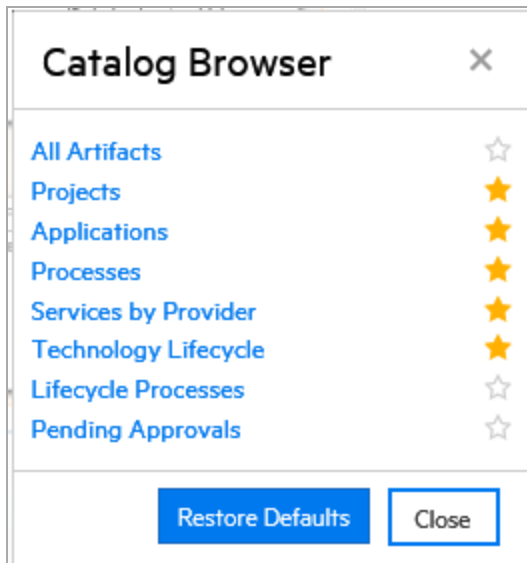 Catalog Browser
All Artifacts
Projects
Applications
Processes
Services by Provider
Technology Lifecycle
Lifecycle Processes
Pending Approvals
Restore Defaults
Close